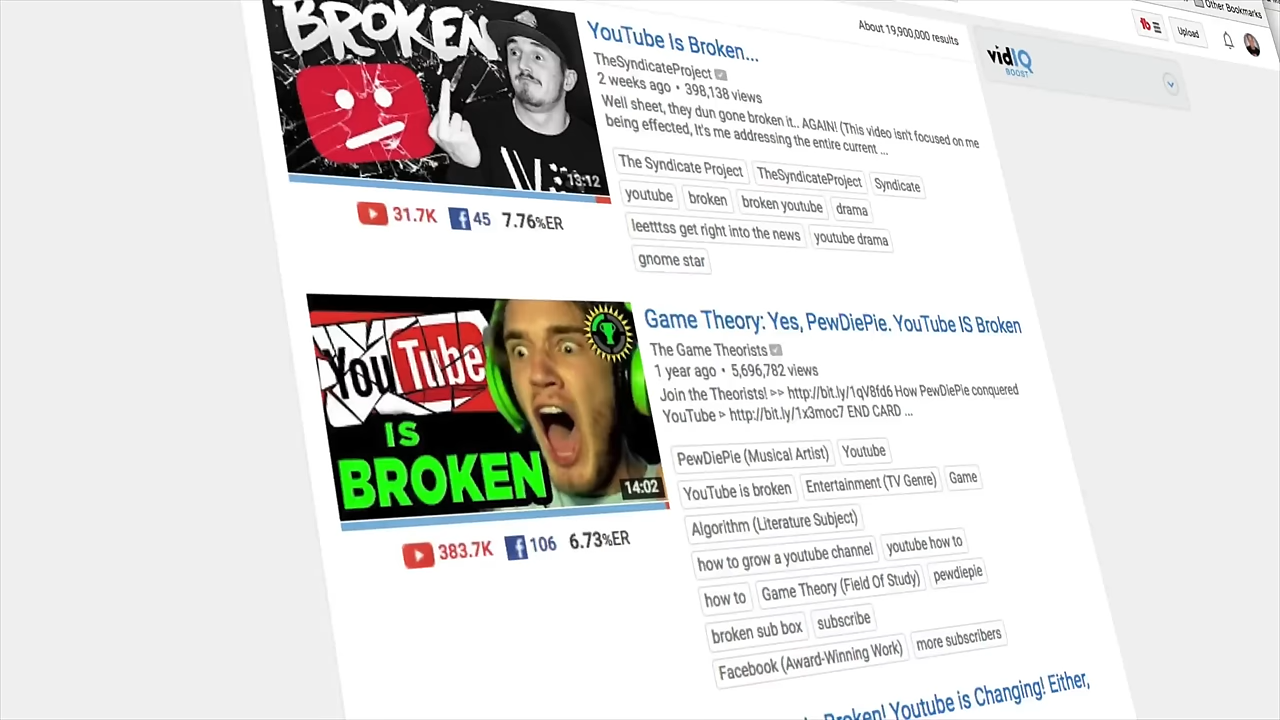 Other Bookmarks
About 19,900,000 results
Upload
vidIQ
BOOST
BROKEN
13:12
YouTube Is Broken...
TheSyndicateProject
2 weeks ago • 398,138 views
Well sheet, they dun gone broken it.. AGAIN! (This video isn't focused on me
being effected, It's me addressing the entire current ...
The Syndicate Project TheSyndicateProject Syndicate
youtube broken broken youtube drama
leetttss get right into the news youtube drama
gnome star
31.7K 45 7.76%ER
YouTube
IS
BROKEN
14:02
Game Theory: Yes, PewDiePie. YouTube IS Broken
The Game Theorists
1 year ago • 5,696,782 views
Join the Theorists! ▻▻ http://bit.ly/1qV8fd6 How PewDiePie conquered
YouTube ▻ http://bit.ly/1x3moc7 END CARD ...
PewDiePie (Musical Artist) Youtube
YouTube is broken Entertainment (TV Genre) Game
Algorithm (Literature Subject)
how to grow a youtube channel youtube how to
how to Game Theory (Field Of Study) pewdiepie
broken sub box subscribe
Facebook (Award-Winning Work) more subscribers
383.7K 106 6.73%ER
Broken! Youtube is Changing! Either,